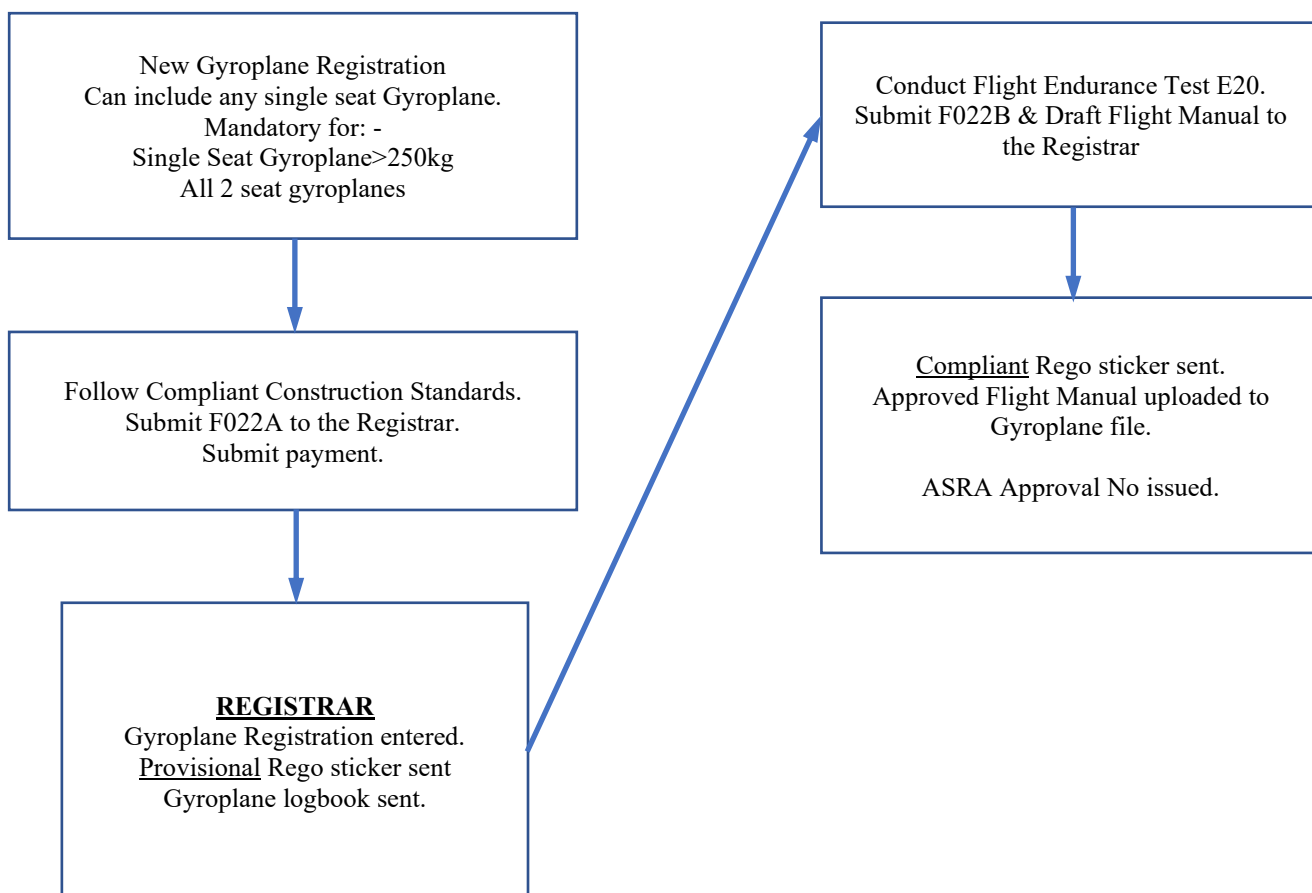 New Gyroplane Registration
Can include any single seat Gyroplane.
Mandatory for: -
Single Seat Gyroplane>250kg
All 2 seat gyroplanes
Follow Compliant Construction Standards.
Submit F022A to the Registrar.
Submit payment.
REGISTRAR
Gyroplane Registration entered.
Provisional Rego sticker sent
Gyroplane logbook sent.
Conduct Flight Endurance Test E20.
Submit F022B & Draft Flight Manual to
the Registrar
Compliant Rego sticker sent.
Approved Flight Manual uploaded to
Gyroplane file.
ASRA Approval No issued.